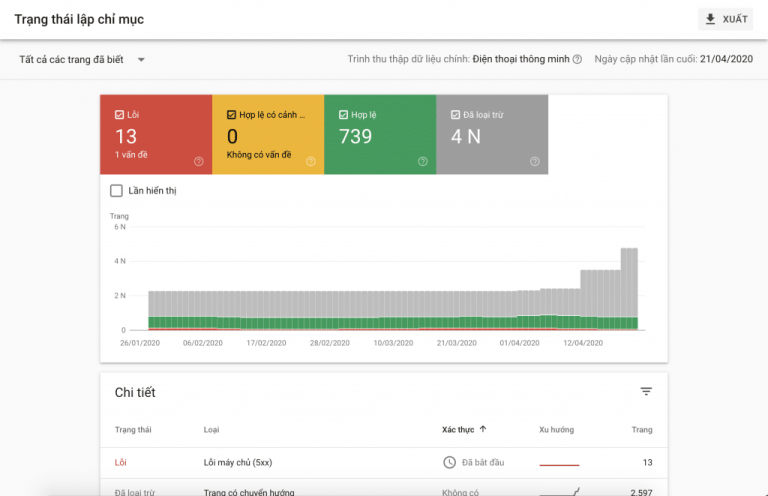 Trạng thái lập chỉ mục
XUẤT
Tất cả các trang đã biết
Trình thu thập dữ liệu chính: Điện thoại thông minh
Ngày cập nhật lần cuối: 21/04/2020
Lỗi
13
1 vấn đề
Hợp lệ có cảnh ...
0
Không có vấn đề
Hợp lệ
739
Đã loại trừ
4 N
Lần hiển thị
Trang
6 N
4 N
2 N
0
26/01/2020 06/02/2020 17/02/2020 28/02/2020 10/03/2020 21/03/2020 01/04/2020 12/04/2020
Chi tiết
Trạng thái Loại Xác thực Xu hướng Trang
Lỗi Lỗi máy chủ (5xx) Đã bắt đầu 13
Đã loại trừ Trang có chuyển hướng Không có 2.597